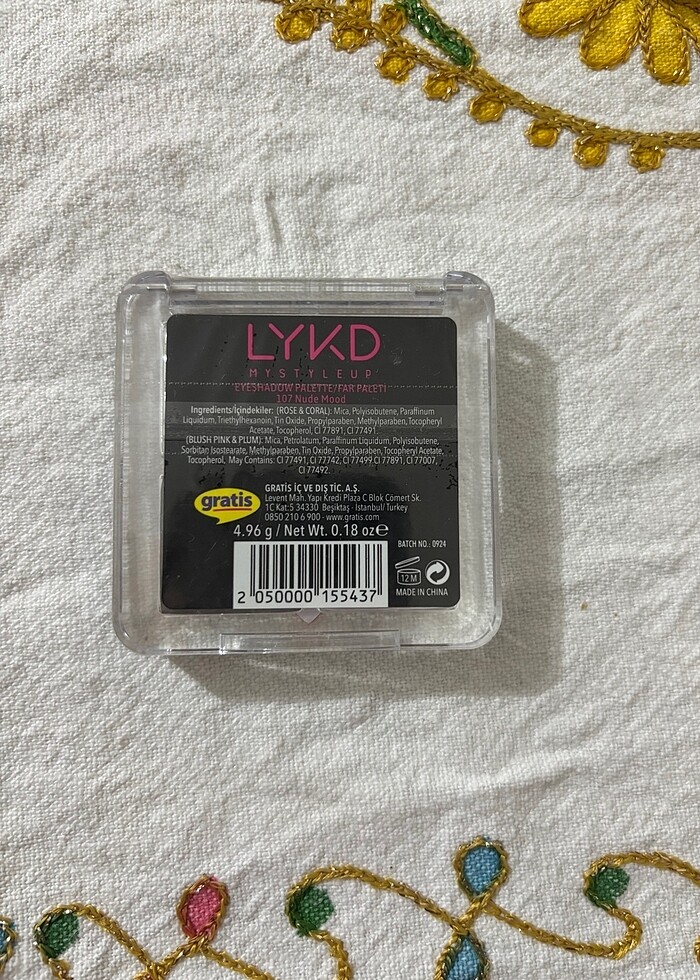 LYKD
MYSTYLEUP
EYESHADOW PALETTE/FAR PALETİ
107 Nude Mood
Ingredients/İçindekiler: (ROSE & CORAL): Mica, Polyisobutene, Paraffinum
Liquidum, Triethylhexanoin, Tin Oxide, Propylparaben, Methylparaben, Tocopheryl
Acetate, Tocopherol, CI 77891, CI 77491.
(BLUSH PINK & PLUM): Mica, Petrolatum, Paraffinum Liquidum, Polyisobutene,
Sorbitan Isostearate, Methylparaben, Tin Oxide, Propylparaben, Tocopheryl Acetate,
Tocopherol, May Contains: CI 77491, CI 77742, CI 77499 CI 77891, CI 77007,
CI 77492.
gratis
GRATİS İÇ VE DIŞ TİC. A.Ş.
Levent Mah. Yapı Kredi Plaza C Blok Cömert Sk.
1C Kat:5 34330 Beşiktaş - Istanbul/Turkey
0850 210 6 900 - www.gratis.com
4.96 g / Net Wt. 0.18 oz e
BATCH NO.: 0924
12 M
MADE IN CHINA
2 050000 155437